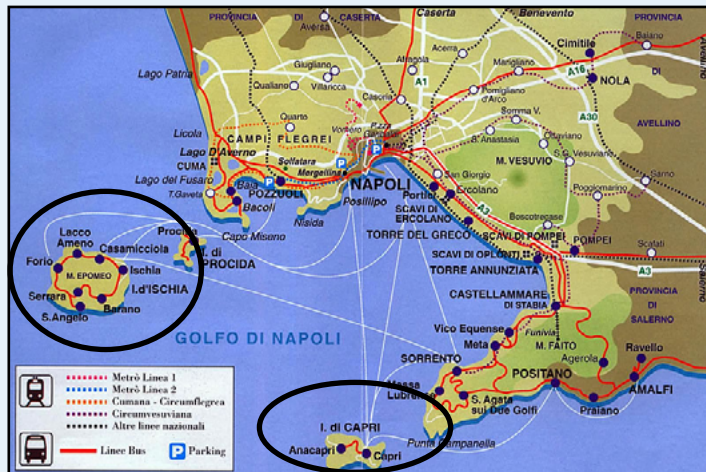 PROVINCIA DI CASERTA
Aversa
Caserta
Benevento
PROVINCIA DI AVELLINO
Avellino
Cimitile
Baiano
Acerra
Afragola
Marigliano
A1
A16
NOLA
Lago Patria
Giugliano
Qualiano
Villaricca
Casoria
Pomigliano
d'Arco
Somma V.
A30
Quarto
Licola
CAMPI FLEGREI
Vomero
P.zza
Garibaldi
S. Anastasia
Ottaviano
Lago D'Averno
CUMA
Solfatara
Mergellina
P
P
M. VESUVIO
S.G. Vesuviano
San Giorgio
Sarno
Lago del Fusaro
Baia
P
POZZUOLI
NAPOLI
Posillipo
Portici
Ercolano
Poggiomarino
T.Gaveta
Bacoli
Nisida
SCAVI DI
ERCOLANO
A3
Boscotrecase
Lacco
Ameno
Casamicciola
Procida
Capo Miseno
TORRE DEL GRECO
SCAVI DI POMPEI
POMPEI
I. di
PROCIDA
Forio
M. EPOMEO
Ischia
SCAVI DI OPLONTI
Scafati
I.d'ISCHIA
TORRE ANNUNZIATA
A3
Salerno
Serrara
Barano
S.Angelo
CASTELLAMMARE
DI STABIA
PROVINCIA
DI
SALERNO
GOLFO DI NAPOLI
Vico Equense
Funivia
Meta
M. FAITO
SORRENTO
Agerola
Ravello
POSITANO
Massa
Lubrense
AMALFI
S. Agata
sui Due Golfi
Praiano
I. di CAPRI
Punta Campanella
Anacapri
Capri
Metrò Linea 1
Metrò Linea 2
Cumana - Circumflegrea
Circumvesuviana
Altre linee nazionali
Linee Bus
P Parking